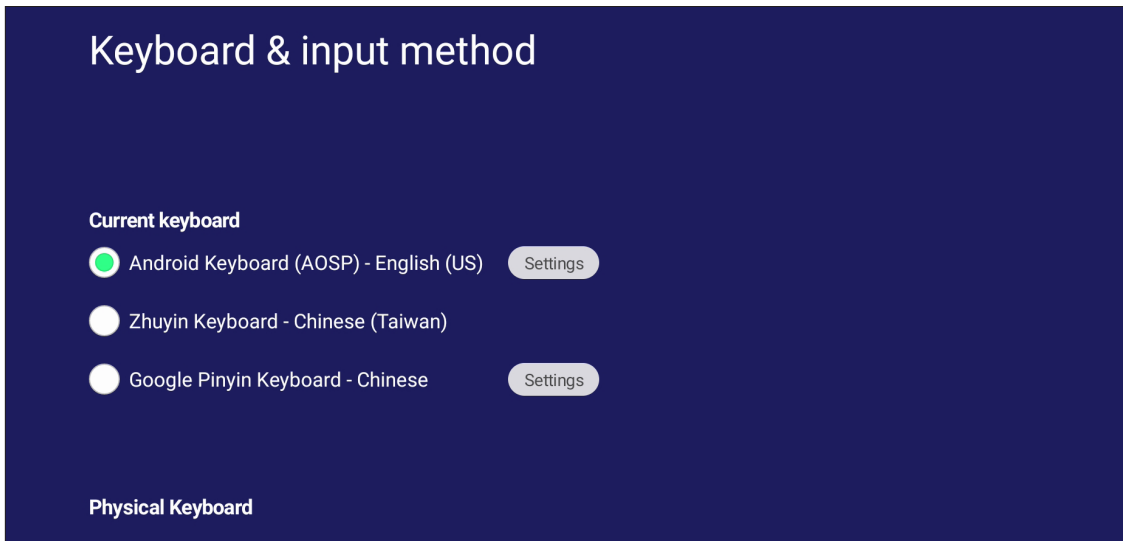 Keyboard & input method
Current keyboard
Android Keyboard (AOSP) - English (US) Settings
Zhuyin Keyboard - Chinese (Taiwan)
Google Pinyin Keyboard - Chinese Settings
Physical Keyboard